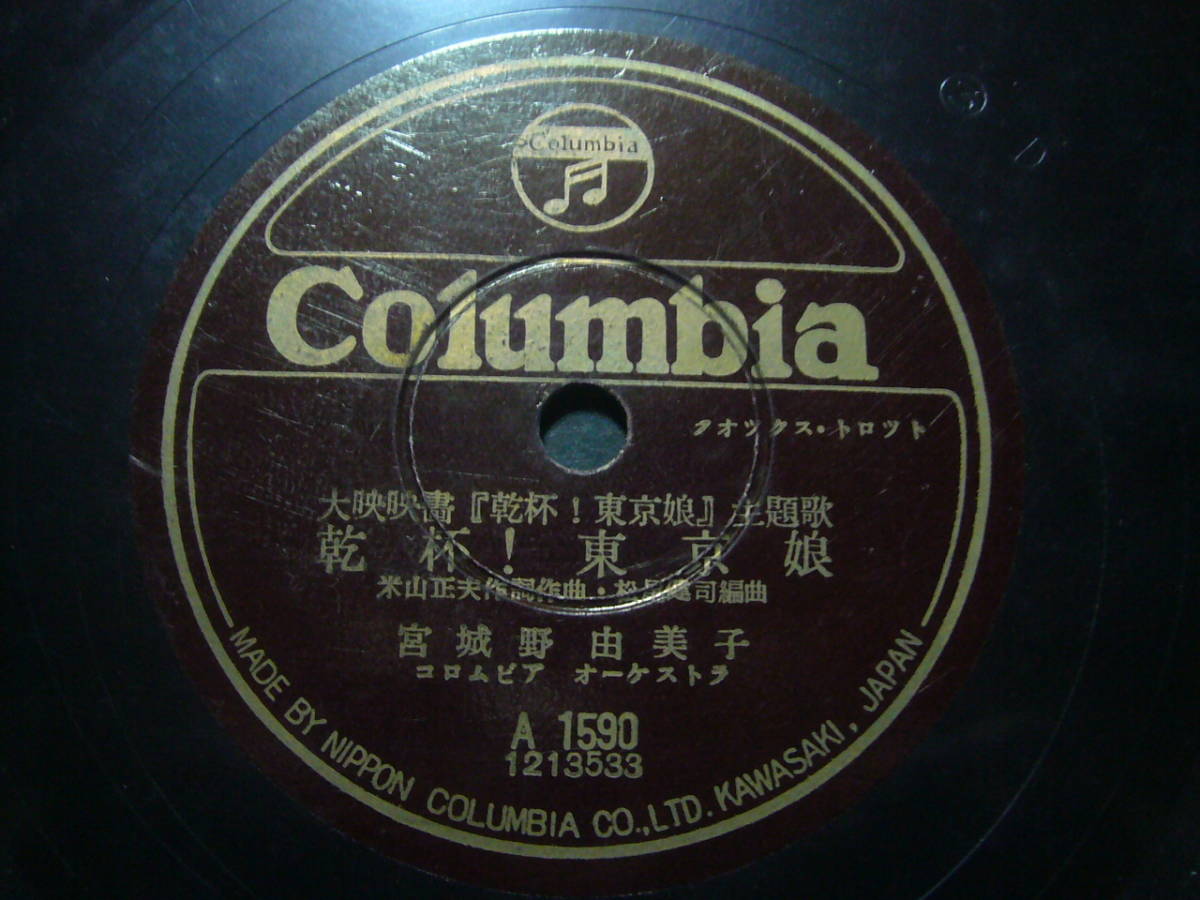 Columbia
Columbia
クオックス・トロット
大映映畵『乾杯！東京娘』主題歌
乾杯！東京娘
米山正夫作詞作曲・松尾健司編曲
宮城野由美子
コロムビア オーケストラ
A 1590
1213533
MADE BY NIPPON COLUMBIA CO.,LTD. KAWASAKI, JAPAN